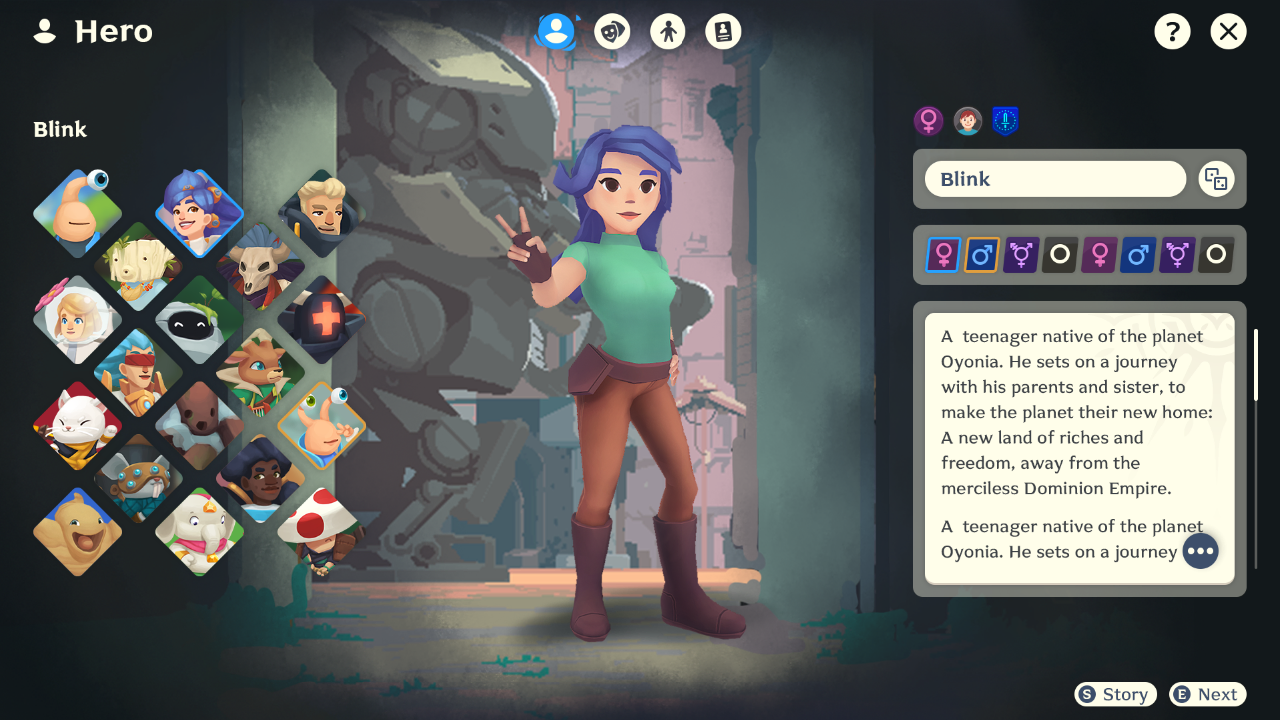 Hero
?
Blink
Blink
A teenager native of the planet
Oyonia. He sets on a journey
with his parents and sister, to
make the planet their new home:
A new land of riches and
freedom, away from the
merciless Dominion Empire.
A teenager native of the planet
Oyonia. He sets on a journey
S Story
E Next